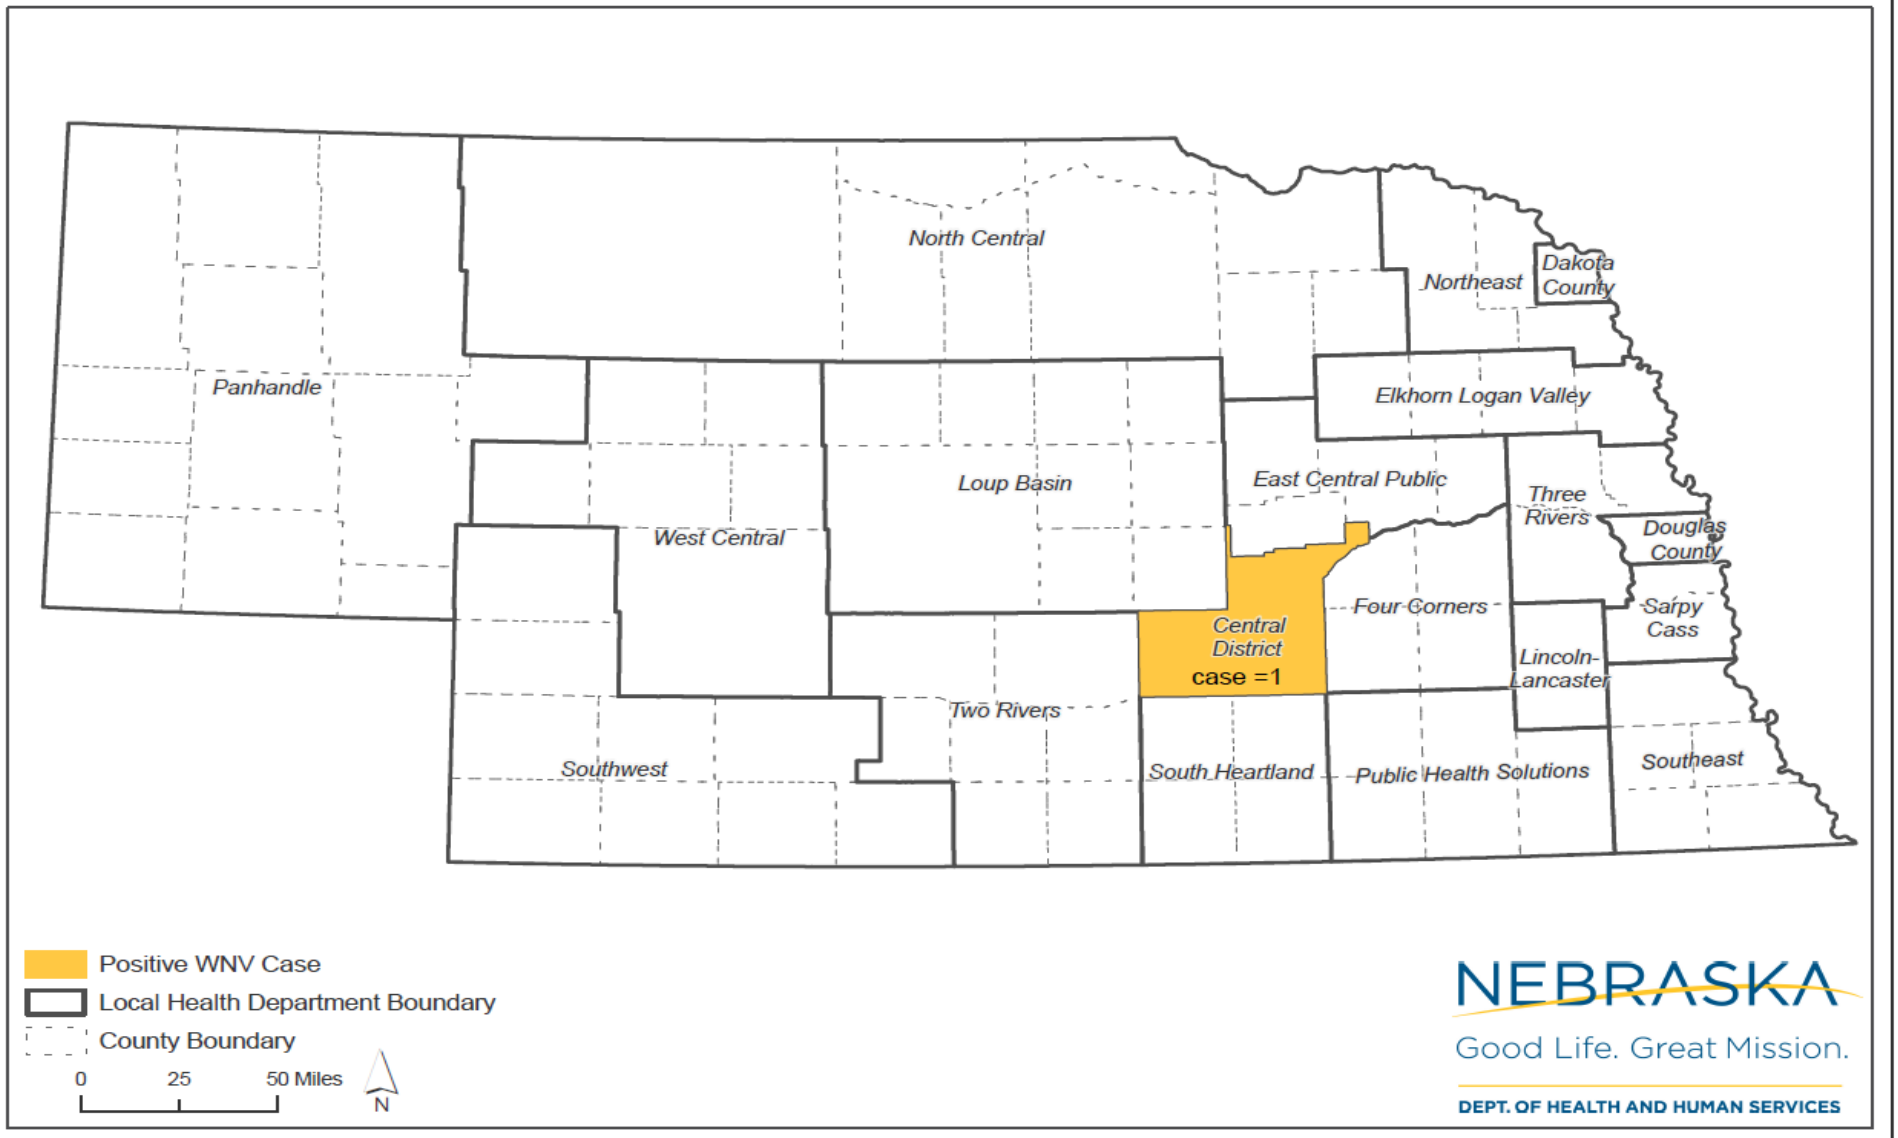 North Central
Northeast
Dakota
County
Panhandle
Elkhorn Logan Valley
Loup Basin
East Central Public
Three
Rivers
Douglas
County
West Central
Four Corners
Sarpy
Cass
Central
District
case =1
Lincoln-
Lancaster
Two Rivers
Southwest
South Heartland
Public Health Solutions
Southeast
Positive WNV Case
Local Health Department Boundary
County Boundary
0 25 50 Miles
N
NEBRASKA
Good Life. Great Mission.
DEPT. OF HEALTH AND HUMAN SERVICES